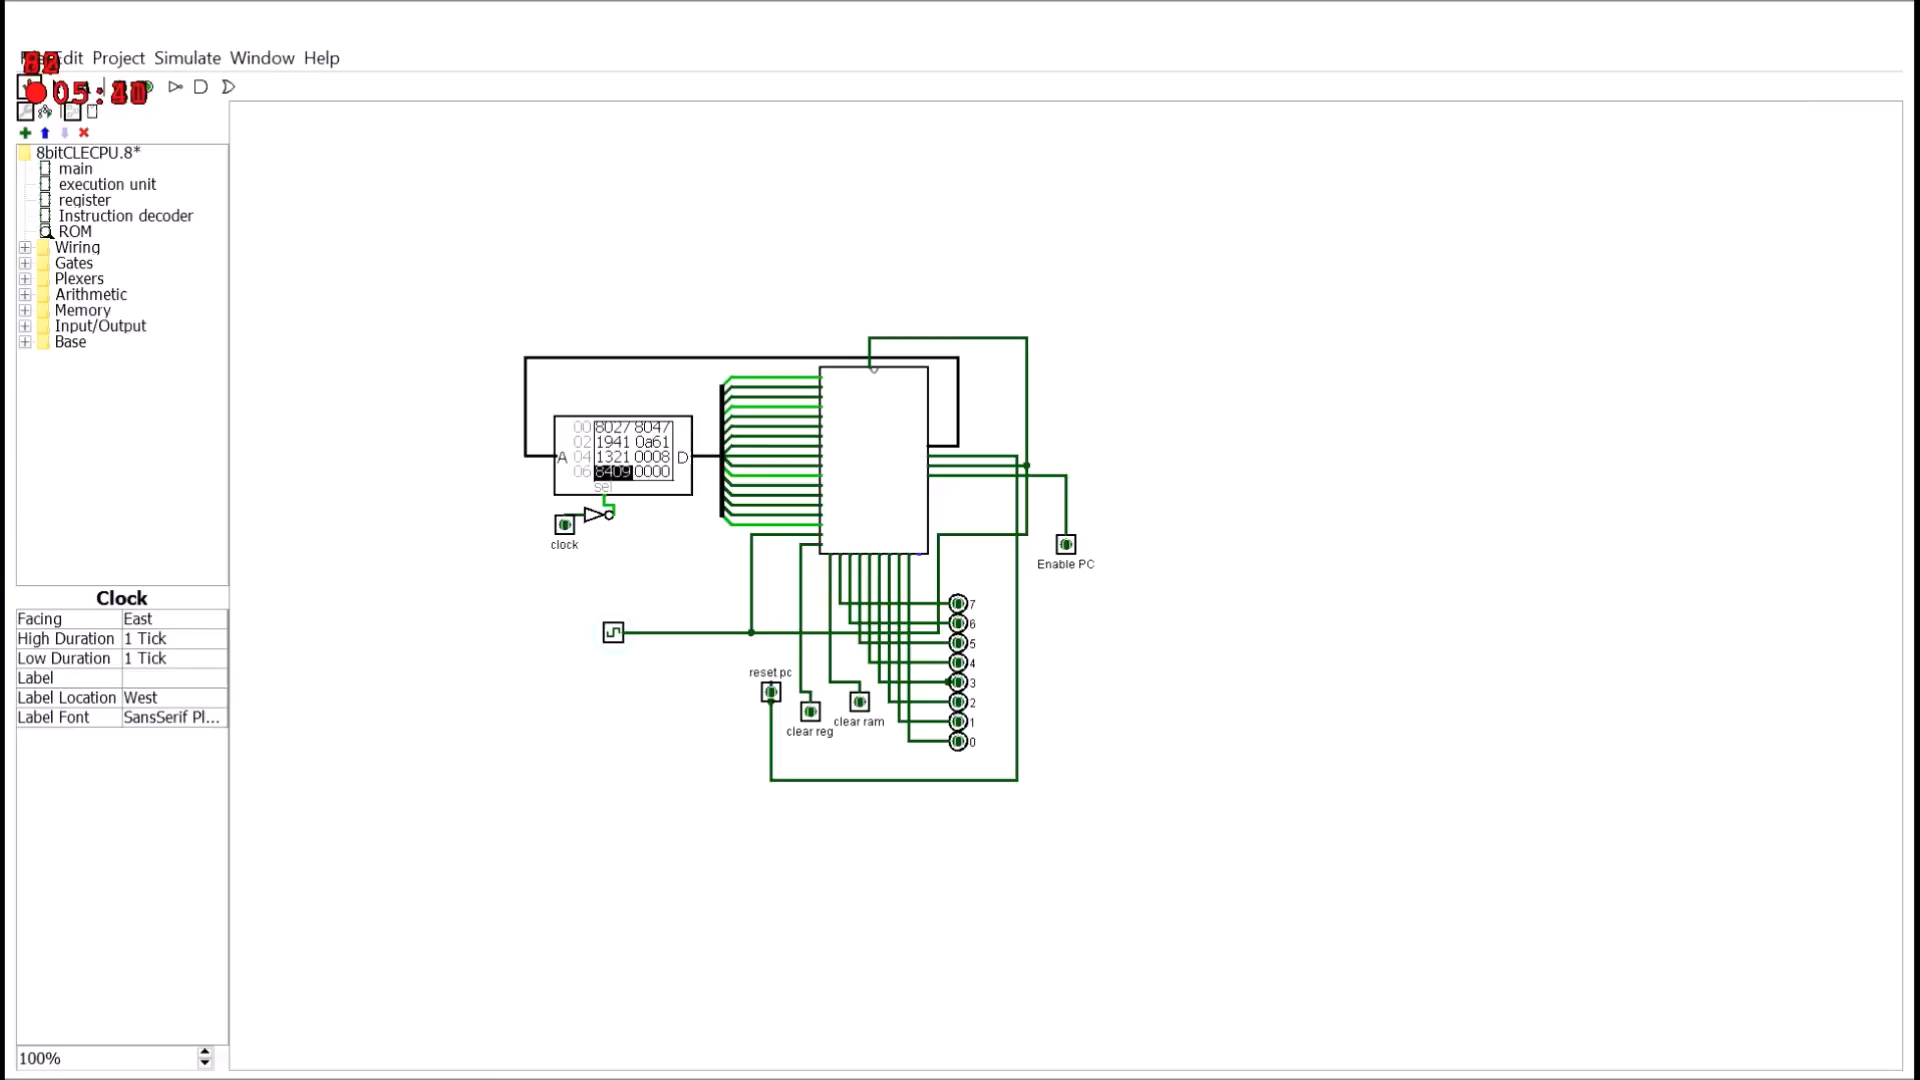 Edit Project Simulate Window Help
05:
8bitCLECPU.8*
main
execution unit
register
Instruction decoder
ROM
Wiring
Gates
Plexers
Arithmetic
Memory
Input/Output
Base
Clock
Facing East
High Duration 1 Tick
Low Duration 1 Tick
Label
Label Location West
Label Font SansSerif Pl...
100%
00 8027 8047
02 1941 0a61
A 04 1321 0008 D
06 8409 0000
sel
clock
Enable PC
7
6
5
4
3
2
1
0
reset pc
clear reg
clear ram